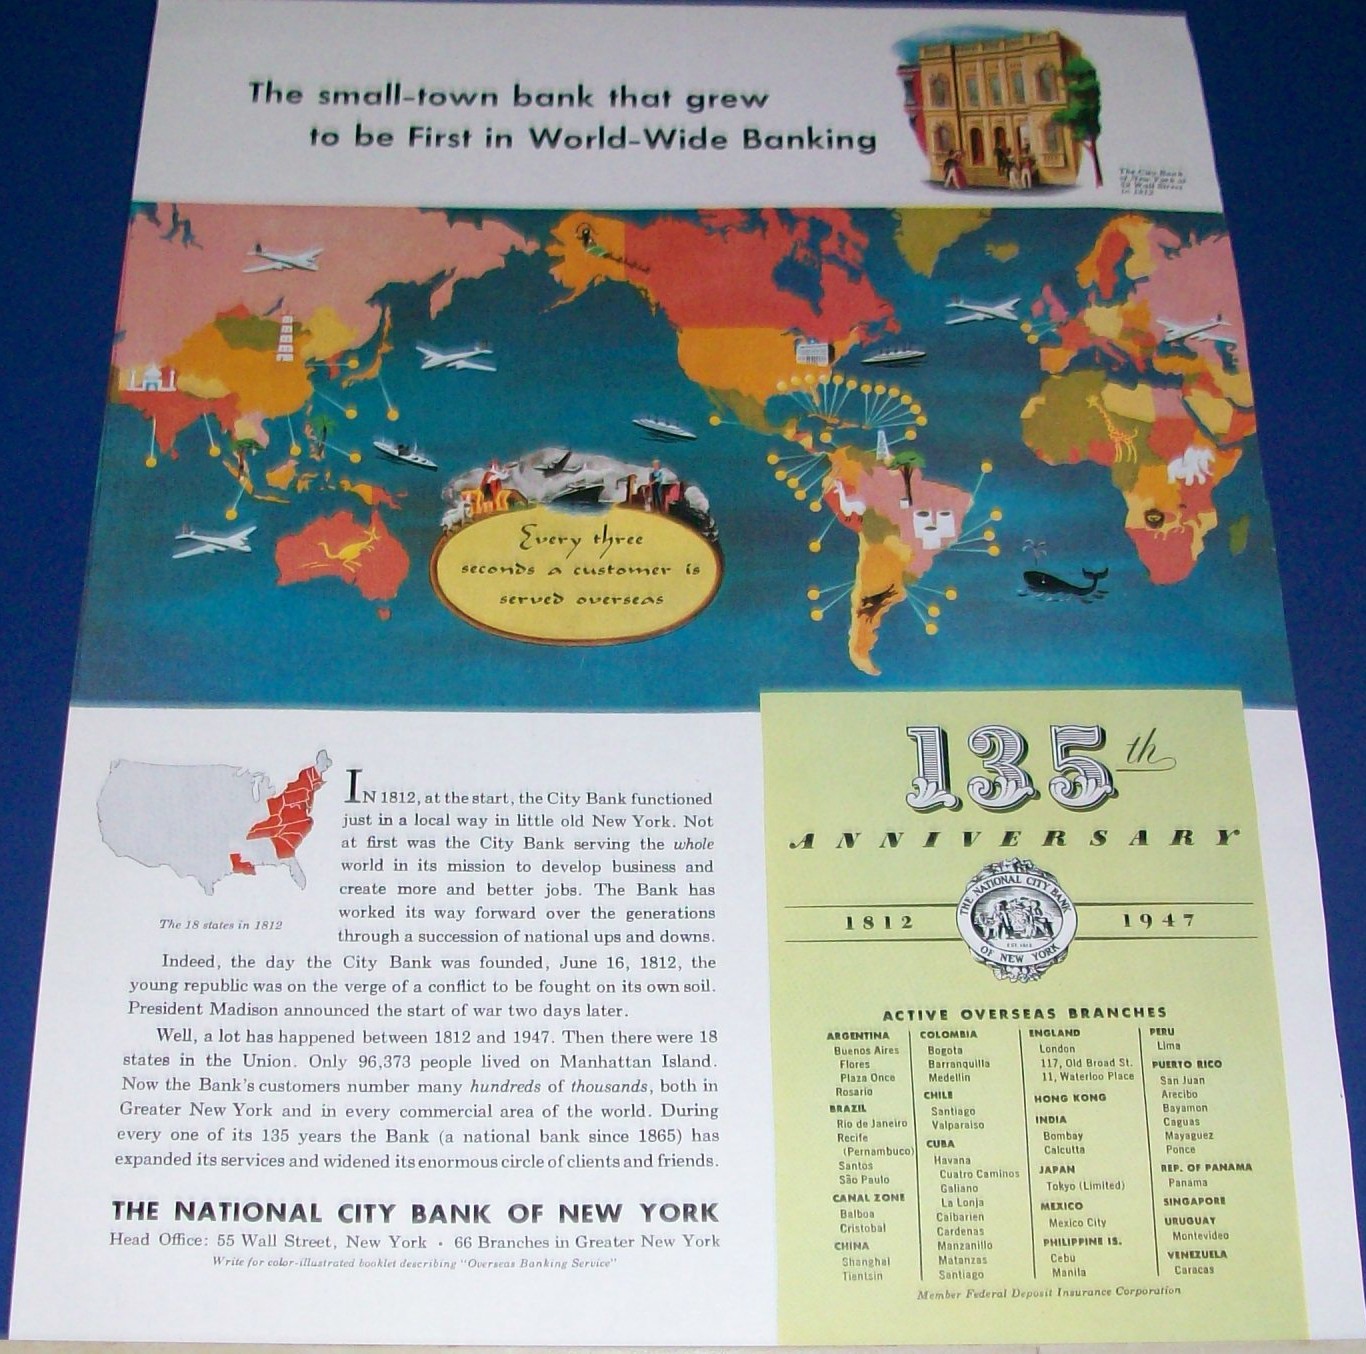 The small-town bank that grew
to be First in World-Wide Banking
The City Bank
of New York at
52 Wall Street
in 1812
Every three
seconds a customer is
served overseas
The 18 states in 1812
IN 1812, at the start, the City Bank functioned
just in a local way in little old New York. Not
at first was the City Bank serving the whole
world in its mission to develop business and
create more and better jobs. The Bank has
worked its way forward over the generations
through a succession of national ups and downs.
Indeed, the day the City Bank was founded, June 16, 1812, the
young republic was on the verge of a conflict to be fought on its own soil.
President Madison announced the start of war two days later.
Well, a lot has happened between 1812 and 1947. Then there were 18
states in the Union. Only 96,373 people lived on Manhattan Island.
Now the Bank's customers number many hundreds of thousands, both in
Greater New York and in every commercial area of the world. During
every one of its 135 years the Bank (a national bank since 1865) has
expanded its services and widened its enormous circle of clients and friends.
THE NATIONAL CITY BANK OF NEW YORK
Head Office: 55 Wall Street, New York · 66 Branches in Greater New York
Write for color-illustrated booklet describing "Overseas Banking Service"
135th
ANNIVERSARY
1812
THE NATIONAL CITY BANK
EST. 1812
OF NEW YORK
1947
ACTIVE OVERSEAS BRANCHES
ARGENTINA
Buenos Aires
Flores
Plaza Once
Rosario
BRAZIL
Rio de Janeiro
Recife
(Pernambuco)
Santos
São Paulo
CANAL ZONE
Balboa
Cristobal
CHINA
Shanghai
Tientsin
COLOMBIA
Bogota
Barranquilla
Medellin
CHILE
Santiago
Valparaiso
CUBA
Havana
Cuatro Caminos
Galiano
La Lonja
Caibarien
Cardenas
Manzanillo
Matanzas
Santiago
ENGLAND
London
117, Old Broad St.
11, Waterloo Place
HONG KONG
INDIA
Bombay
Calcutta
JAPAN
Tokyo (Limited)
MEXICO
Mexico City
PHILIPPINE IS.
Cebu
Manila
PERU
Lima
PUERTO RICO
San Juan
Arecibo
Bayamon
Caguas
Mayaguez
Ponce
REP. OF PANAMA
Panama
SINGAPORE
URUGUAY
Montevideo
VENEZUELA
Caracas
Member Federal Deposit Insurance Corporation